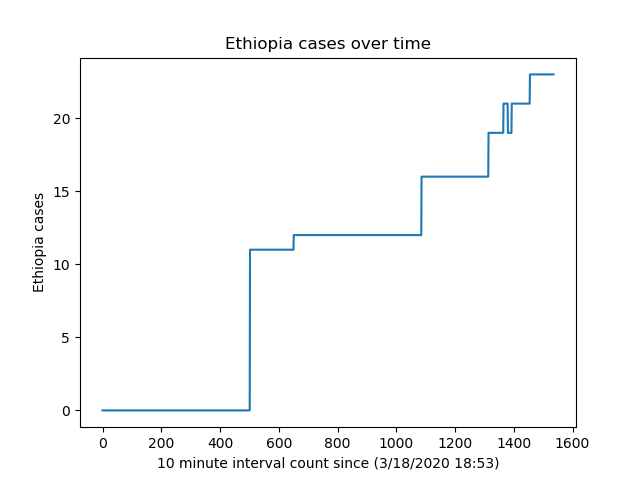 Ethiopia cases over time
Ethiopia cases
20
15
10
5
0
0 200 400 600 800 1000 1200 1400 1600
10 minute interval count since (3/18/2020 18:53)